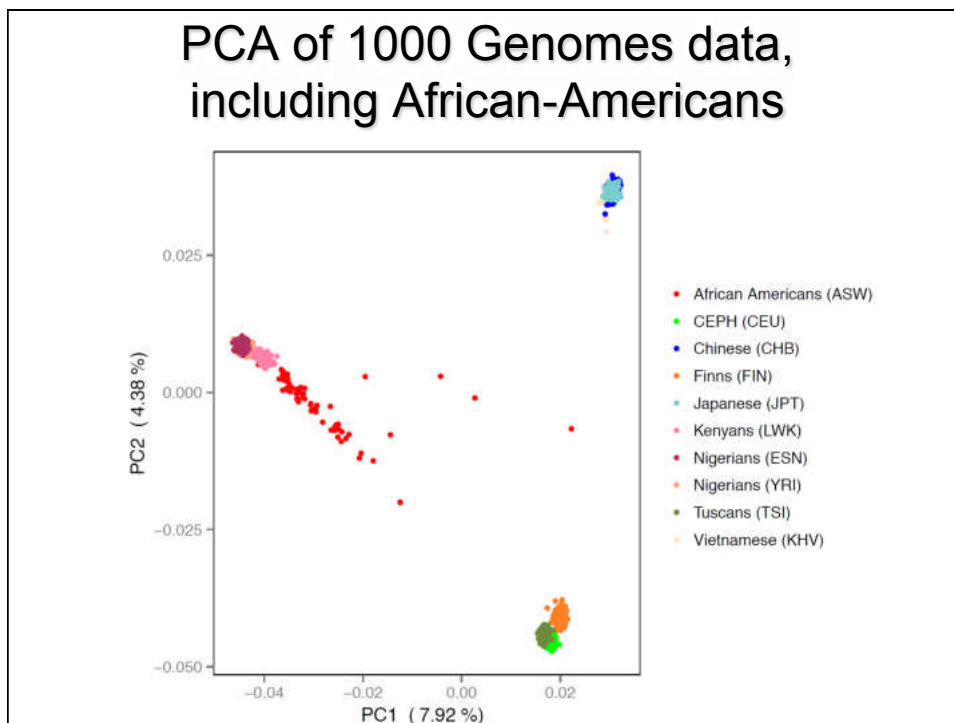 PCA of 1000 Genomes data,
including African-Americans
0.025
0.000
−0.025
−0.050
PC2 ( 4.38 %)
−0.04
−0.02
0.00
0.02
PC1 ( 7.92 %)
African Americans (ASW)
CEPH (CEU)
Chinese (CHB)
Finns (FIN)
Japanese (JPT)
Kenyans (LWK)
Nigerians (ESN)
Nigerians (YRI)
Tuscans (TSI)
Vietnamese (KHV)